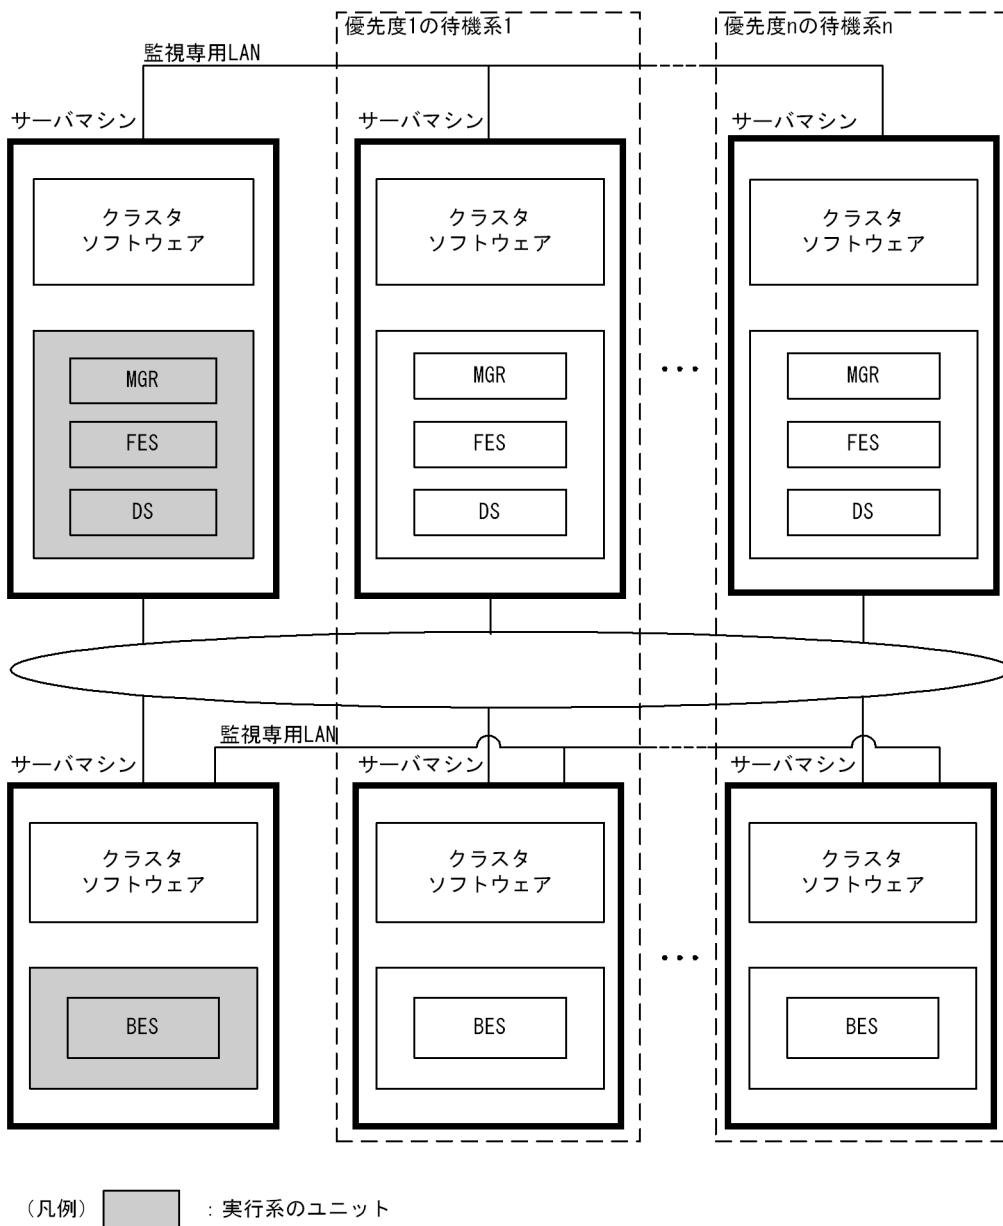 優先度1の待機系1
優先度nの待機系n
監視専用LAN
サーバマシン
サーバマシン
サーバマシン
クラスタ
ソフトウェア
クラスタ
ソフトウェア
クラスタ
ソフトウェア
MGR
FES
DS
MGR
FES
DS
•••
MGR
FES
DS
監視専用LAN
サーバマシン
サーバマシン
サーバマシン
クラスタ
ソフトウェア
クラスタ
ソフトウェア
クラスタ
ソフトウェア
BES
BES
•••
BES
(凡例) :実行系のユニット